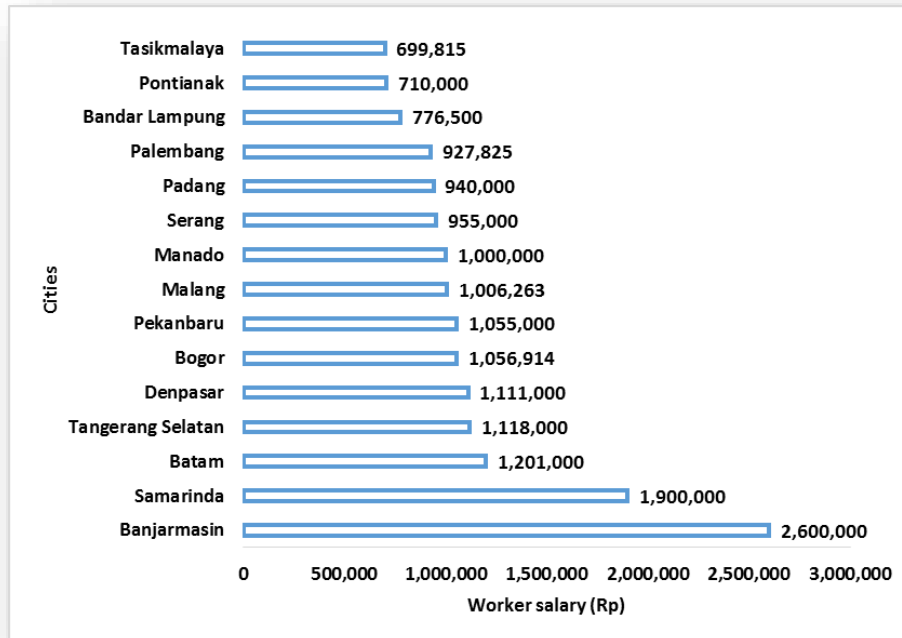 Tasikmalaya 699,815
Pontianak 710,000
Bandar Lampung 776,500
Palembang 927,825
Padang 940,000
Serang 955,000
Manado 1,000,000
Malang 1,006,263
Pekanbaru 1,055,000
Bogor 1,056,914
Denpasar 1,111,000
Tangerang Selatan 1,118,000
Batam 1,201,000
Samarinda 1,900,000
Banjarmasin 2,600,000
Cities
0 500,000 1,000,000 1,500,000 2,000,000 2,500,000 3,000,000
Worker salary (Rp)